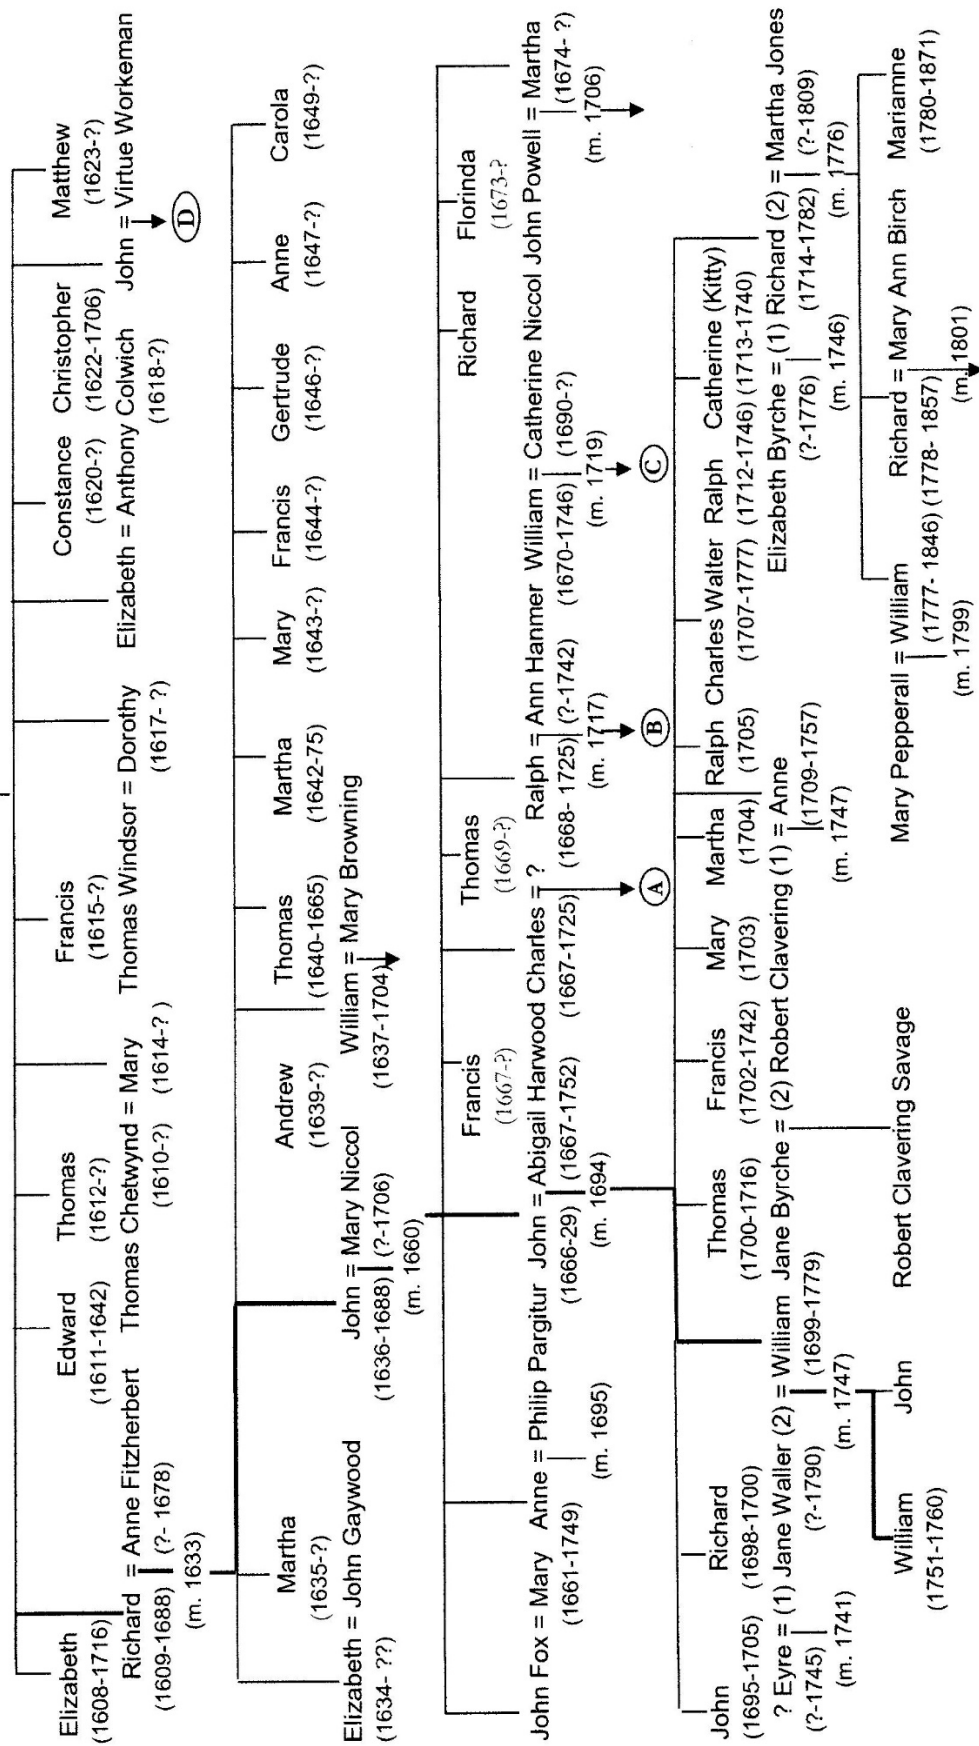 Elizabeth
(1608-1716)
Edward
(1611-1642)
Thomas
(1612-?)
Francis
(1615-?)
Constance
(1620-?)
Christopher
(1622-1706)
Matthew
(1623-?)
Richard = Anne Fitzherbert
(1609-1688) (?- 1678)
(m. 1633)
Thomas Chetwynd = Mary
(1610-?) (1614-?)
Thomas Windsor = Dorothy
(1617- ?)
Elizabeth = Anthony Colwich
(1618-?)
John = Virtue Workeman
D
Martha
(1635-?)
Andrew
(1639-?)
Thomas
(1640-1665)
Martha
(1642-75)
Mary
(1643-?)
Francis
(1644-?)
Gertrude
(1646-?)
Anne
(1647-?)
Carola
(1649-?)
Elizabeth = John Gaywood
(1634- ??)
John = Mary Niccol
(1636-1688) (?-1706)
(m. 1660)
William = Mary Browning
(1637-1704)
Francis
(1667-?)
Thomas
(1669-?)
Richard
Florinda
(1673-?
John Fox = Mary
(1661-1749)
Anne = Philip Pargitur
(m. 1695)
John = Abigail Harwood
(1666-29) (1667-1752)
(m. 1694)
Charles = ?
(1667-1725)
A
Ralph = Ann Hanmer
(1668- 1725) (?-1742)
(m. 1717)
B
William = Catherine Niccol
(1670-1746) (1690-?)
(m. 1719)
C
John Powell = Martha
(1674- ?)
(m. 1706)
John
(1695-1705)
Richard
(1698-1700)
Thomas
(1700-1716)
Francis
(1702-1742)
Mary
(1703)
Martha
(1704)
Ralph
(1705)
Charles Walter
(1707-1777)
Ralph
(1712-1746)
Catherine (Kitty)
(1713-1740)
? Eyre = (1) Jane Waller (2) = William
(?-1745) (?-1790) (1699-1779)
(m. 1741) (m. 1747)
Jane Byrche = (2) Robert Clavering (1) = Anne
(1709-1757)
(m. 1747)
Elizabeth Byrche = (1) Richard (2) = Martha Jones
(?-1776) (1714-1782) (?-1809)
(m. 1746) (m. 1776)
William
(1751-1760)
John
Robert Clavering Savage
Mary Pepperall = William
(1777- 1846)
(m. 1799)
Richard = Mary Ann Birch
(1778- 1857)
(m. 1801)
Marianne
(1780-1871)